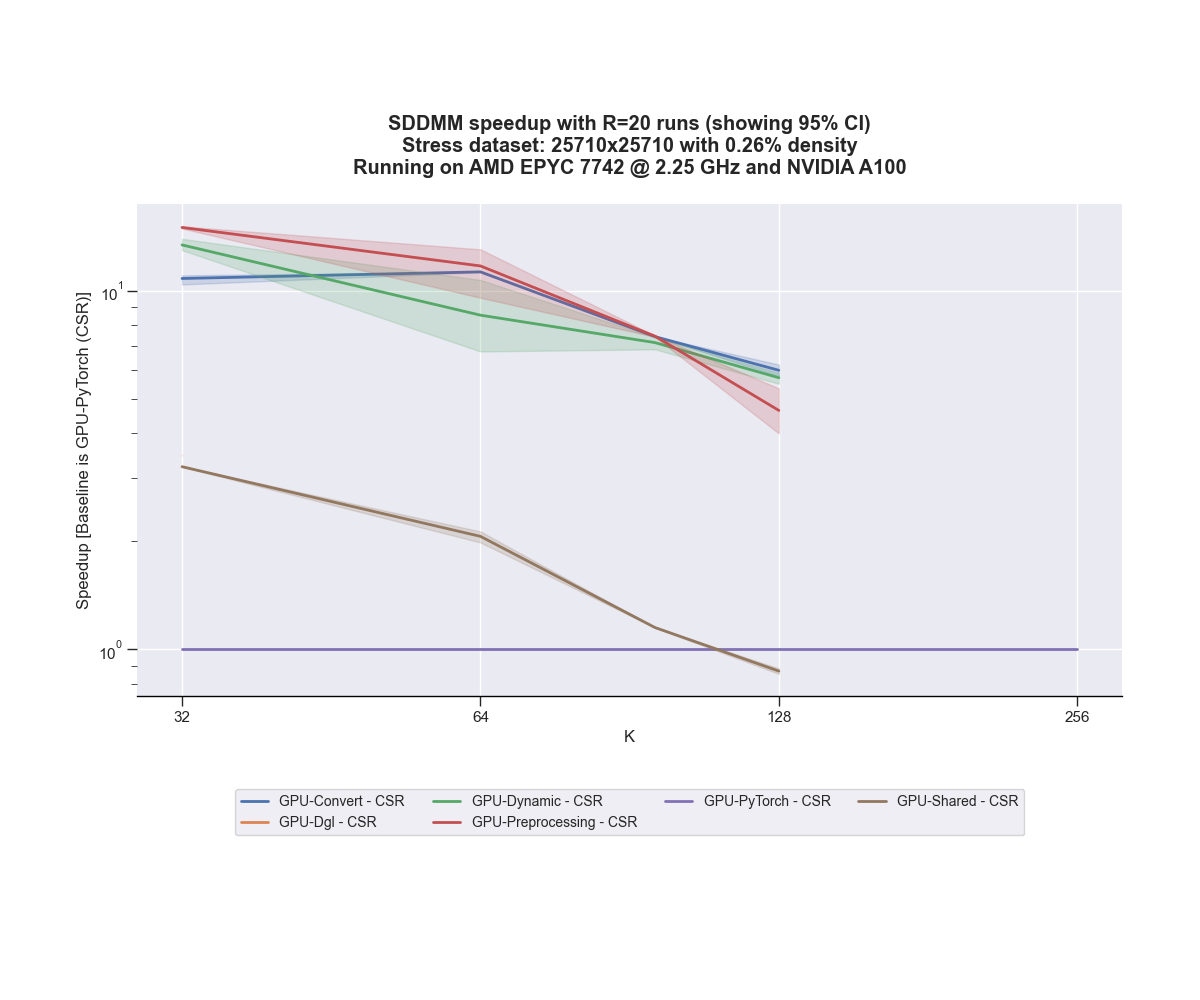 SDDMM speedup with R=20 runs (showing 95% CI)
Stress dataset: 25710x25710 with 0.26% density
Running on AMD EPYC 7742 @ 2.25 GHz and NVIDIA A100
Speedup [Baseline is GPU-PyTorch (CSR)]
10^1
10^0
32 64 128 256
K
GPU-Convert - CSR GPU-Dynamic - CSR GPU-PyTorch - CSR GPU-Shared - CSR
GPU-Dgl - CSR GPU-Preprocessing - CSR